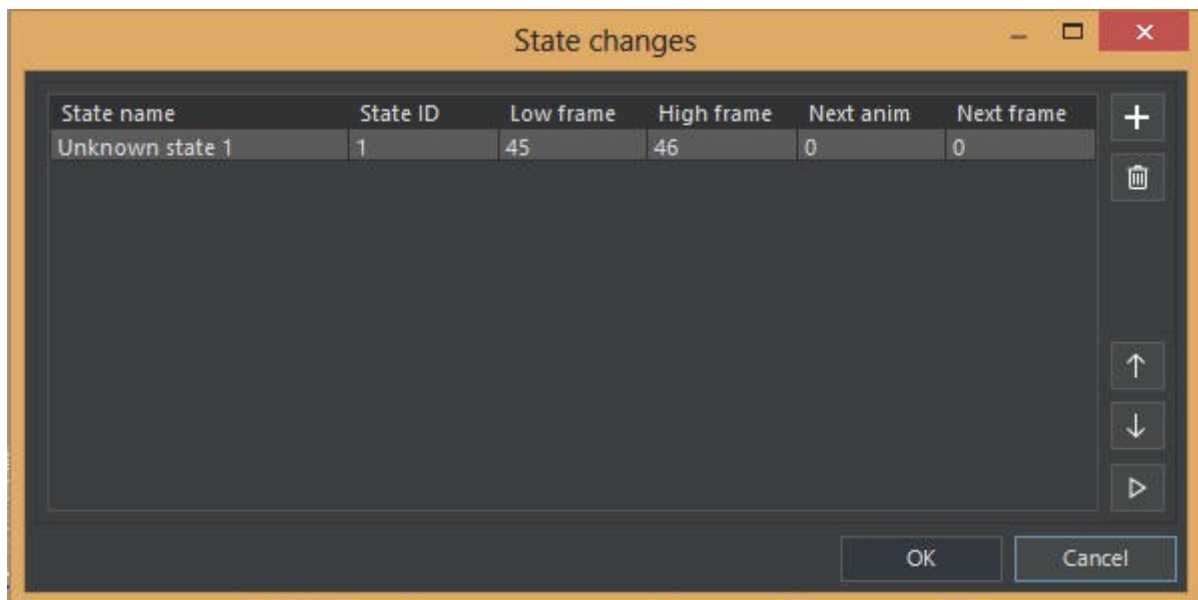 State changes
State name State ID Low frame High frame Next anim Next frame
Unknown state 1 1 45 46 0 0
OK Cancel